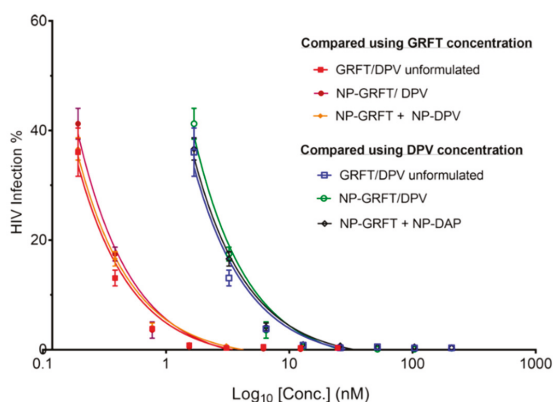 60
40
20
0
0.1
1
10
100
1000
HIV Infection %
Log10 [Conc.] (nM)
Compared using GRFT concentration
GRFT/DPV unformulated
NP-GRFT/ DPV
NP-GRFT + NP-DPV
Compared using DPV concentration
GRFT/DPV unformulated
NP-GRFT/DPV
NP-GRFT + NP-DAP